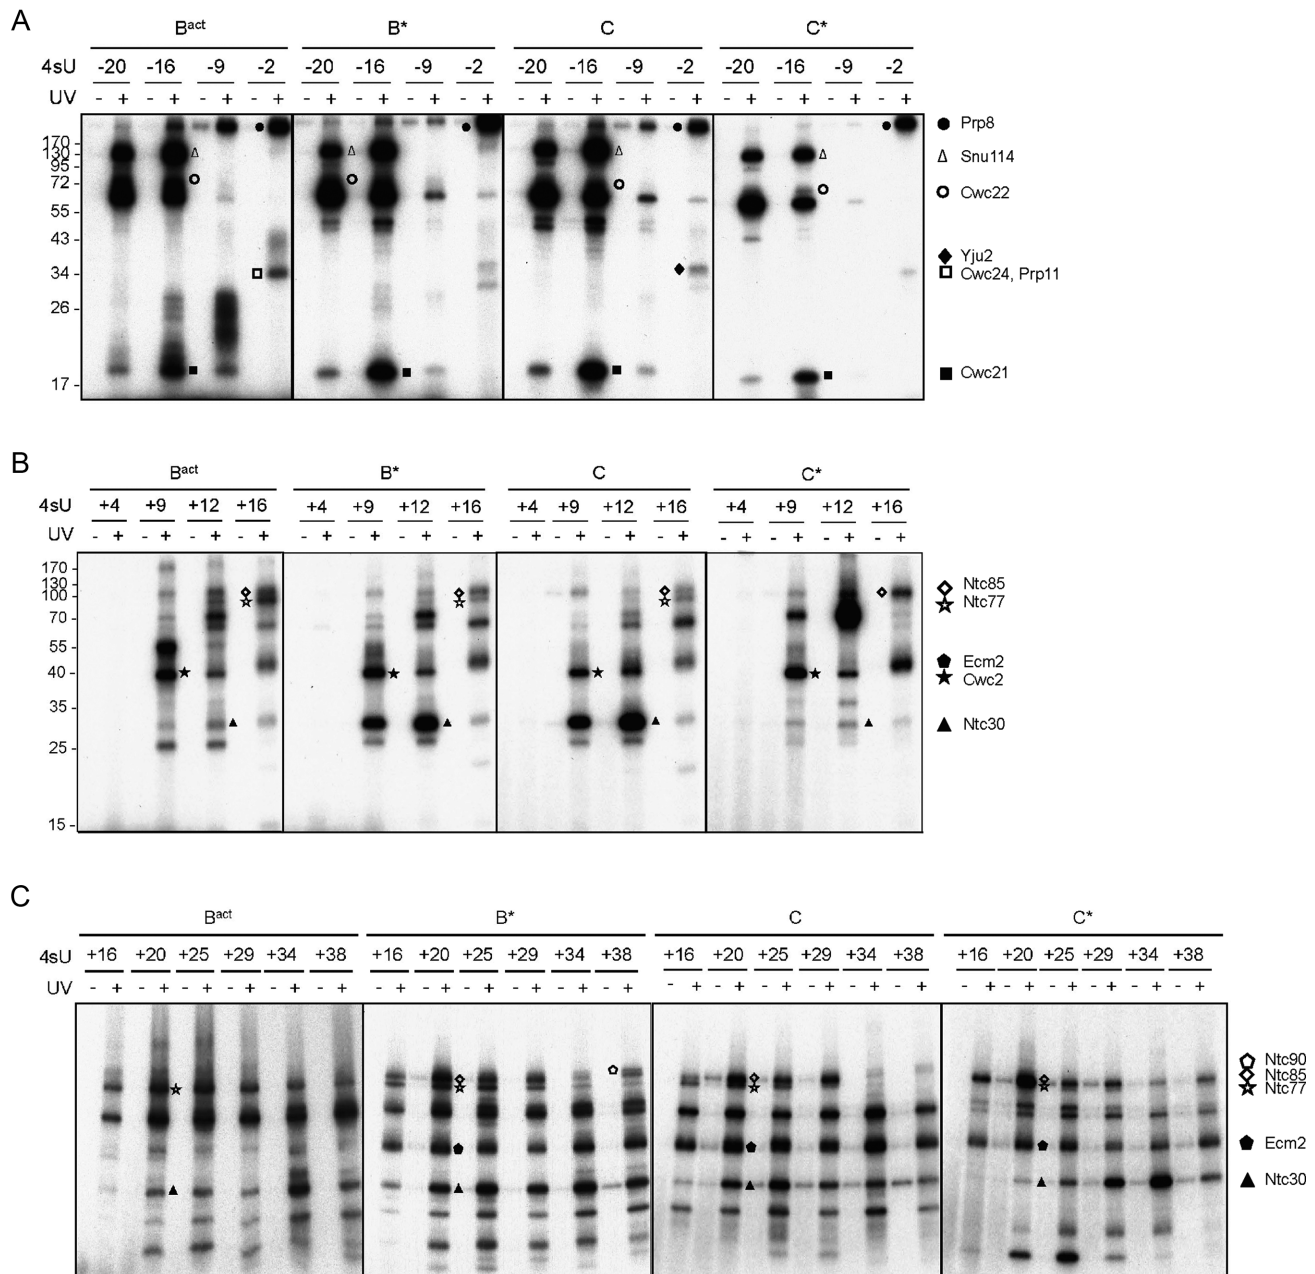 A
B^act B* C C*
4sU -20 -16 -9 -2 -20 -16 -9 -2 -20 -16 -9 -2 -20 -16 -9 -2
UV - + - + - + - + - + - + - + - + - + - + - + - + - + - + - + - +
170
130
95
72
55
43
34
26
17
Prp8
Snu114
Cwc22
Yju2
Cwc24, Prp11
Cwc21
B
B^act B* C C*
4sU +4 +9 +12 +16 +4 +9 +12 +16 +4 +9 +12 +16 +4 +9 +12 +16
UV - + - + - + - + - + - + - + - + - + - + - + - + - + - + - + - +
170
130
100
70
55
40
35
25
15
Ntc85
Ntc77
Ecm2
Cwc2
Ntc30
C
B^act B* C C*
4sU +16 +20 +25 +29 +34 +38 +16 +20 +25 +29 +34 +38 +16 +20 +25 +29 +34 +38 +16 +20 +25 +29 +34 +38
UV - + - + - + - + - + - + - + - + - + - + - + - + - + - + - + - + - + - + - + - + - + - + - + - +
Ntc90
Ntc85
Ntc77
Ecm2
Ntc30